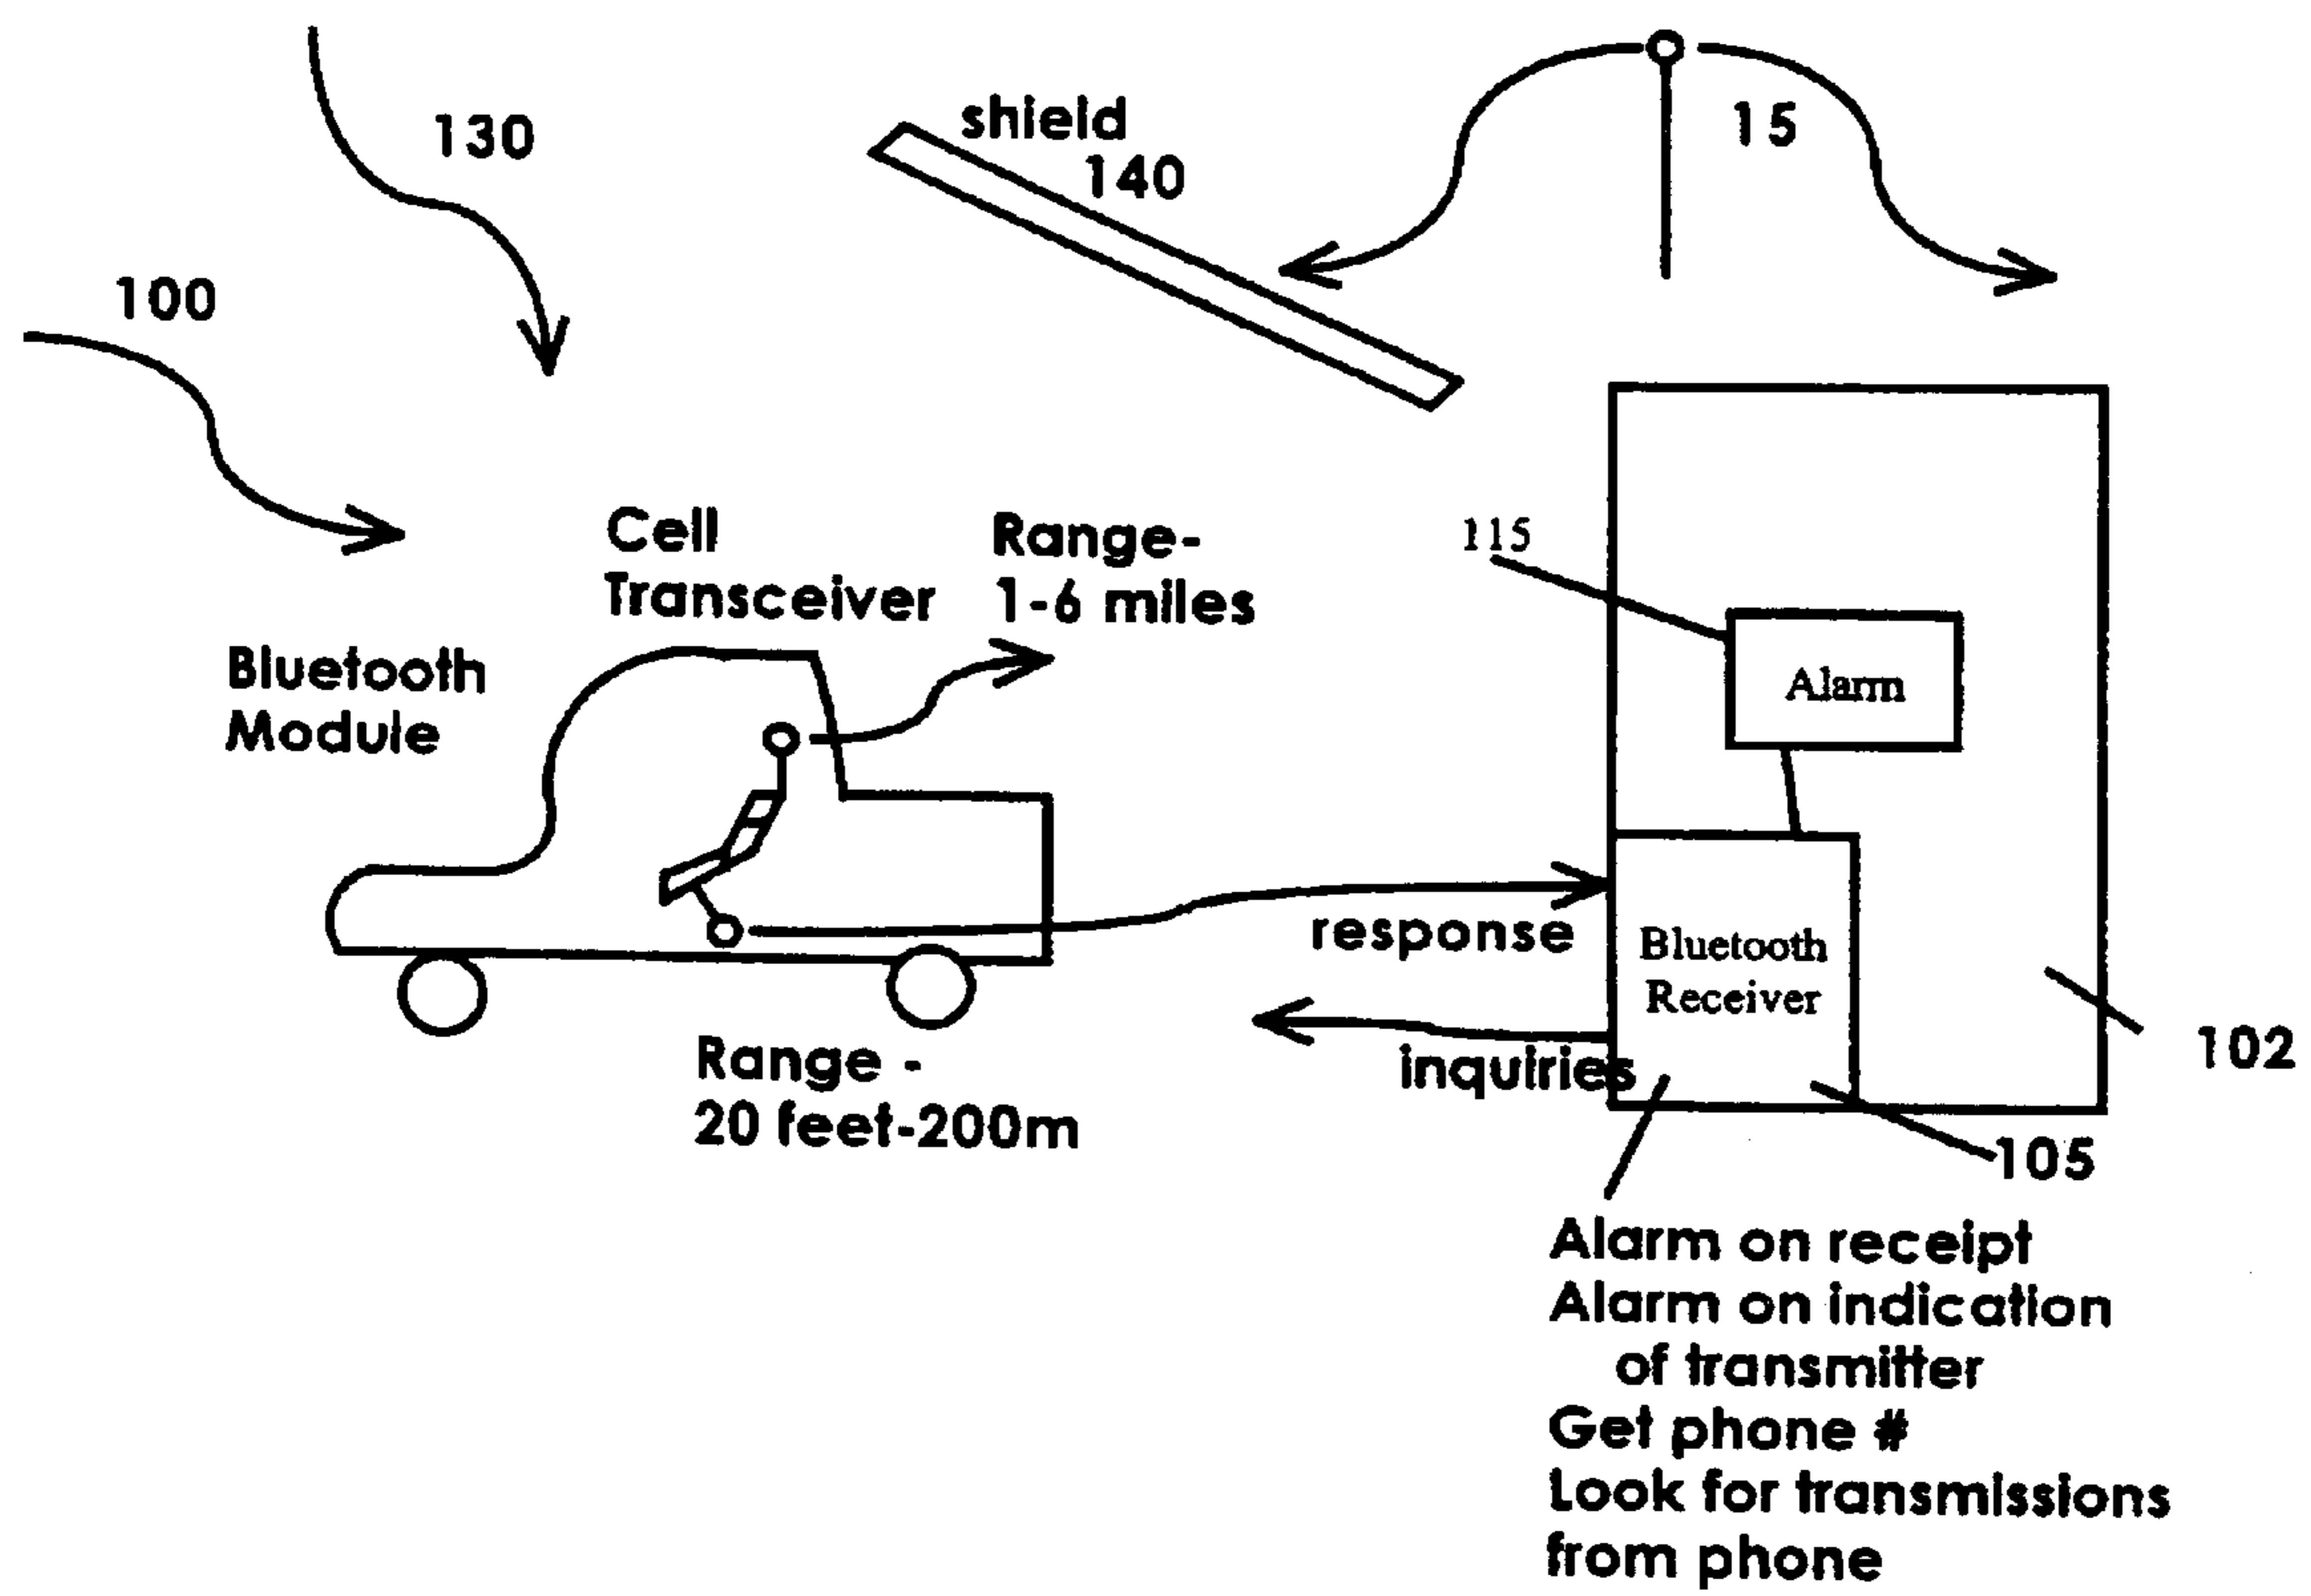 130
shield
140
15
100
Cell
Transceiver
Range-
1-6 miles
115
Bluetooth
Module
Alarm
response
Bluetooth
Receiver
inquiries
102
Range -
20 feet-200m
105
Alarm on receipt
Alarm on indication
of transmitter
Get phone #
Look for transmissions
from phone